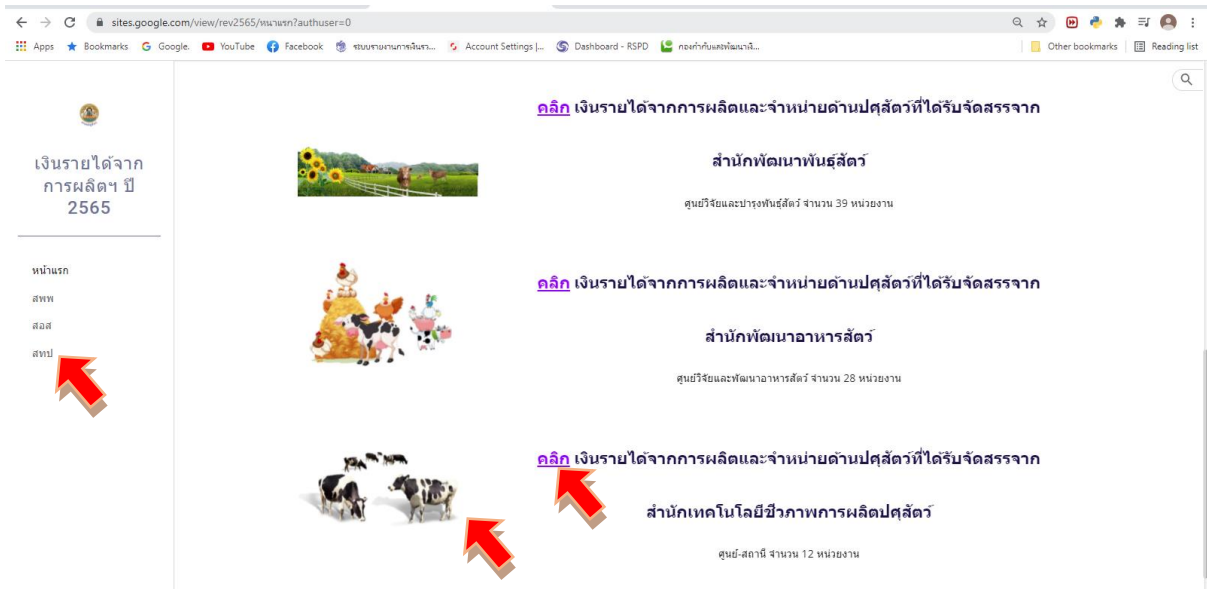 sites.google.com/view/rev2565/หนาแรก?authuser=0
Apps Bookmarks Google. YouTube Facebook ระบบรายงานการเงินรา... Account Settings |... Dashboard - RSPD Other bookmarks Reading list
เงินรายได้จาก
การผลิตฯ ปี
2565
หน้าแรก
สพพ
สอส
สทป
คลิก เงินรายได้จากการผลิตและจำหน่ายด้านปศุสัตว์ที่ได้รับจัดสรรจาก
สำนักพัฒนาพันธุ์สัตว์
ศูนย์วิจัยและบำรุงพันธุ์สัตว์ จำนวน 39 หน่วยงาน
คลิก เงินรายได้จากการผลิตและจำหน่ายด้านปศุสัตว์ที่ได้รับจัดสรรจาก
สำนักพัฒนาอาหารสัตว์
ศูนย์วิจัยและพัฒนาอาหารสัตว์ จำนวน 28 หน่วยงาน
คลิก เงินรายได้จากการผลิตและจำหน่ายด้านปศุสัตว์ที่ได้รับจัดสรรจาก
สำนักเทคโนโลยีชีวภาพการผลิตปศุสัตว์
ศูนย์-สถานี จำนวน 12 หน่วยงาน